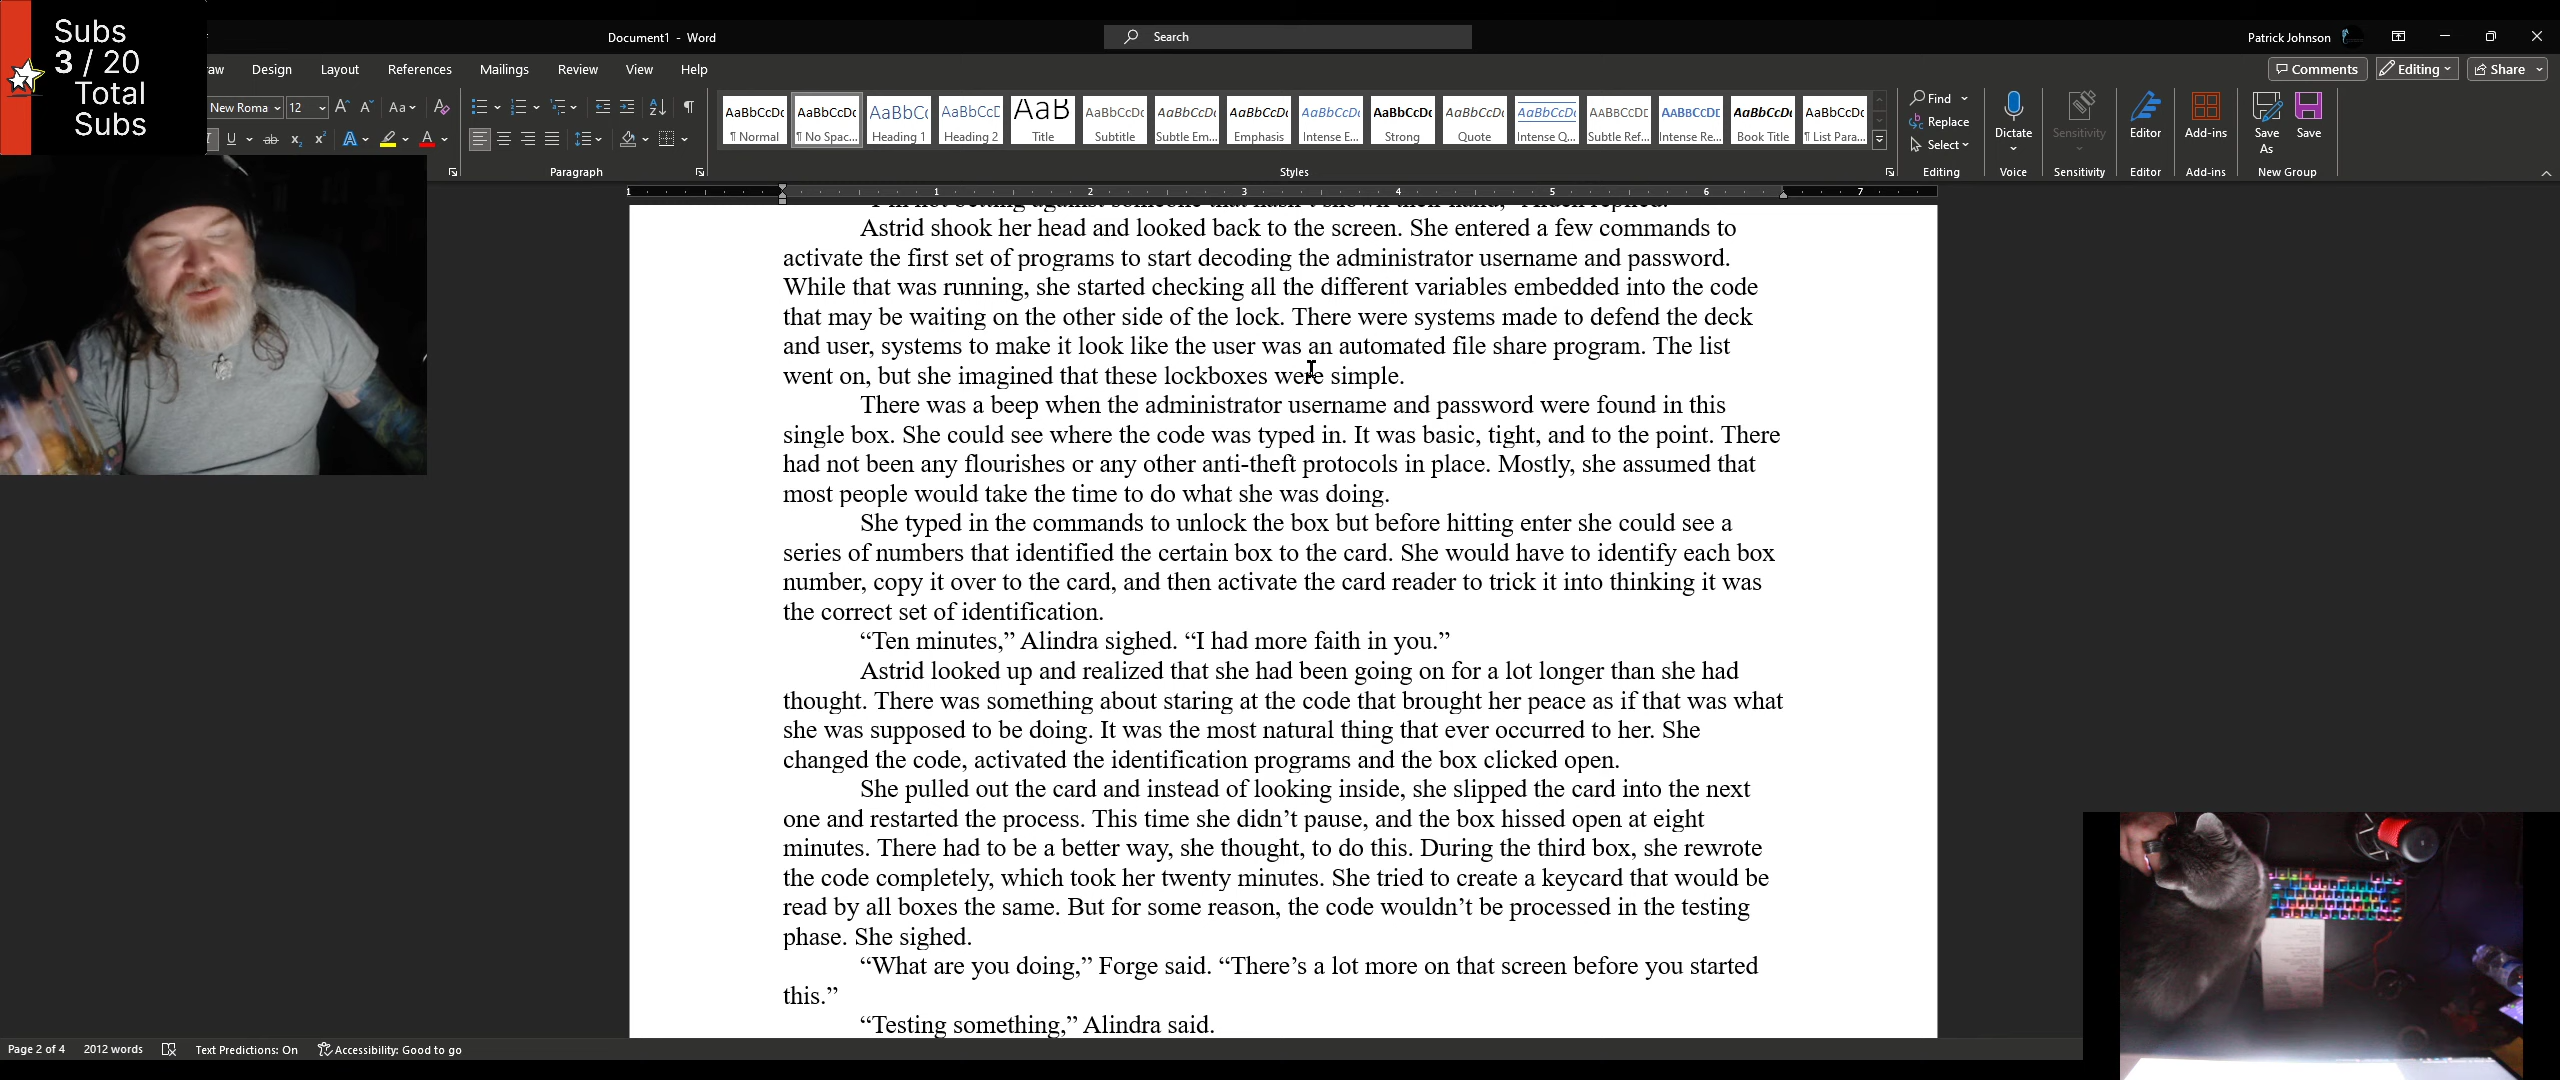 Subs
3 / 20
Total
Subs
Document1 - Word
Search
Patrick Johnson
aw
Design
Layout
References
Mailings
Review
View
Help
Comments
Editing
Share
New Roma
12
Aa
AaBbCcDc
¶ Normal
AaBbCcDc
¶ No Spac...
AaBbC
Heading 1
AaBbCcE
Heading 2
AaB
Title
AaBbCcDc
Subtitle
AaBbCcDc
Subtle Em...
AaBbCcDc
Emphasis
AaBbCcDc
Intense E...
AaBbCcDc
Strong
AaBbCcDc
Quote
AaBbCcDc
Intense Q...
AABBCCDE
Subtle Ref...
AABBCCDE
Intense Re...
AaBbCcDc
Book Title
AaBbCcDc
¶ List Para...
Find
Replace
Select
Dictate
Sensitivity
Editor
Add-ins
Save As
Save
Paragraph
Styles
Editing
Voice
Sensitivity
Editor
Add-ins
New Group
1 1 2 3 4 5 6 7
Astrid shook her head and looked back to the screen. She entered a few commands to
activate the first set of programs to start decoding the administrator username and password.
While that was running, she started checking all the different variables embedded into the code
that may be waiting on the other side of the lock. There were systems made to defend the deck
and user, systems to make it look like the user was an automated file share program. The list
went on, but she imagined that these lockboxes were simple.
There was a beep when the administrator username and password were found in this
single box. She could see where the code was typed in. It was basic, tight, and to the point. There
had not been any flourishes or any other anti-theft protocols in place. Mostly, she assumed that
most people would take the time to do what she was doing.
She typed in the commands to unlock the box but before hitting enter she could see a
series of numbers that identified the certain box to the card. She would have to identify each box
number, copy it over to the card, and then activate the card reader to trick it into thinking it was
the correct set of identification.
“Ten minutes,” Alindra sighed. “I had more faith in you.”
Astrid looked up and realized that she had been going on for a lot longer than she had
thought. There was something about staring at the code that brought her peace as if that was what
she was supposed to be doing. It was the most natural thing that ever occurred to her. She
changed the code, activated the identification programs and the box clicked open.
She pulled out the card and instead of looking inside, she slipped the card into the next
one and restarted the process. This time she didn’t pause, and the box hissed open at eight
minutes. There had to be a better way, she thought, to do this. During the third box, she rewrote
the code completely, which took her twenty minutes. She tried to create a keycard that would be
read by all boxes the same. But for some reason, the code wouldn’t be processed in the testing
phase. She sighed.
“What are you doing,” Forge said. “There’s a lot more on that screen before you started
this.”
“Testing something,” Alindra said.
Page 2 of 4
2012 words
Text Predictions: On
Accessibility: Good to go